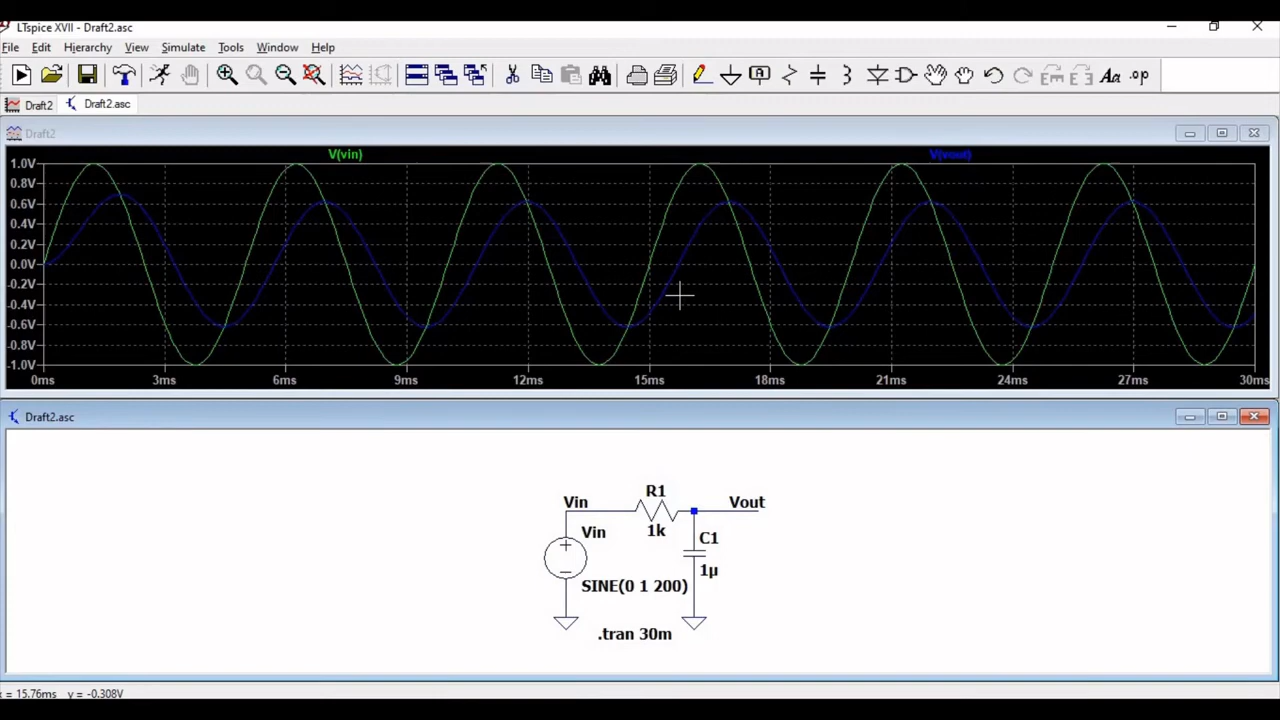 LTspice XVII - Draft2.asc
File Edit Hierarchy View Simulate Tools Window Help
A Aa .op
Draft2 Draft2.asc
Draft2
V(vin) V(vout)
1.0V
0.8V
0.6V
0.4V
0.2V
0.0V
-0.2V
-0.4V
-0.6V
-0.8V
-1.0V
0ms 3ms 6ms 9ms 12ms 15ms 18ms 21ms 24ms 27ms 30ms
Draft2.asc
R1
Vin Vout
Vin 1k C1
1µ
SINE(0 1 200)
.tran 30m
= 15.76ms y = -0.308V